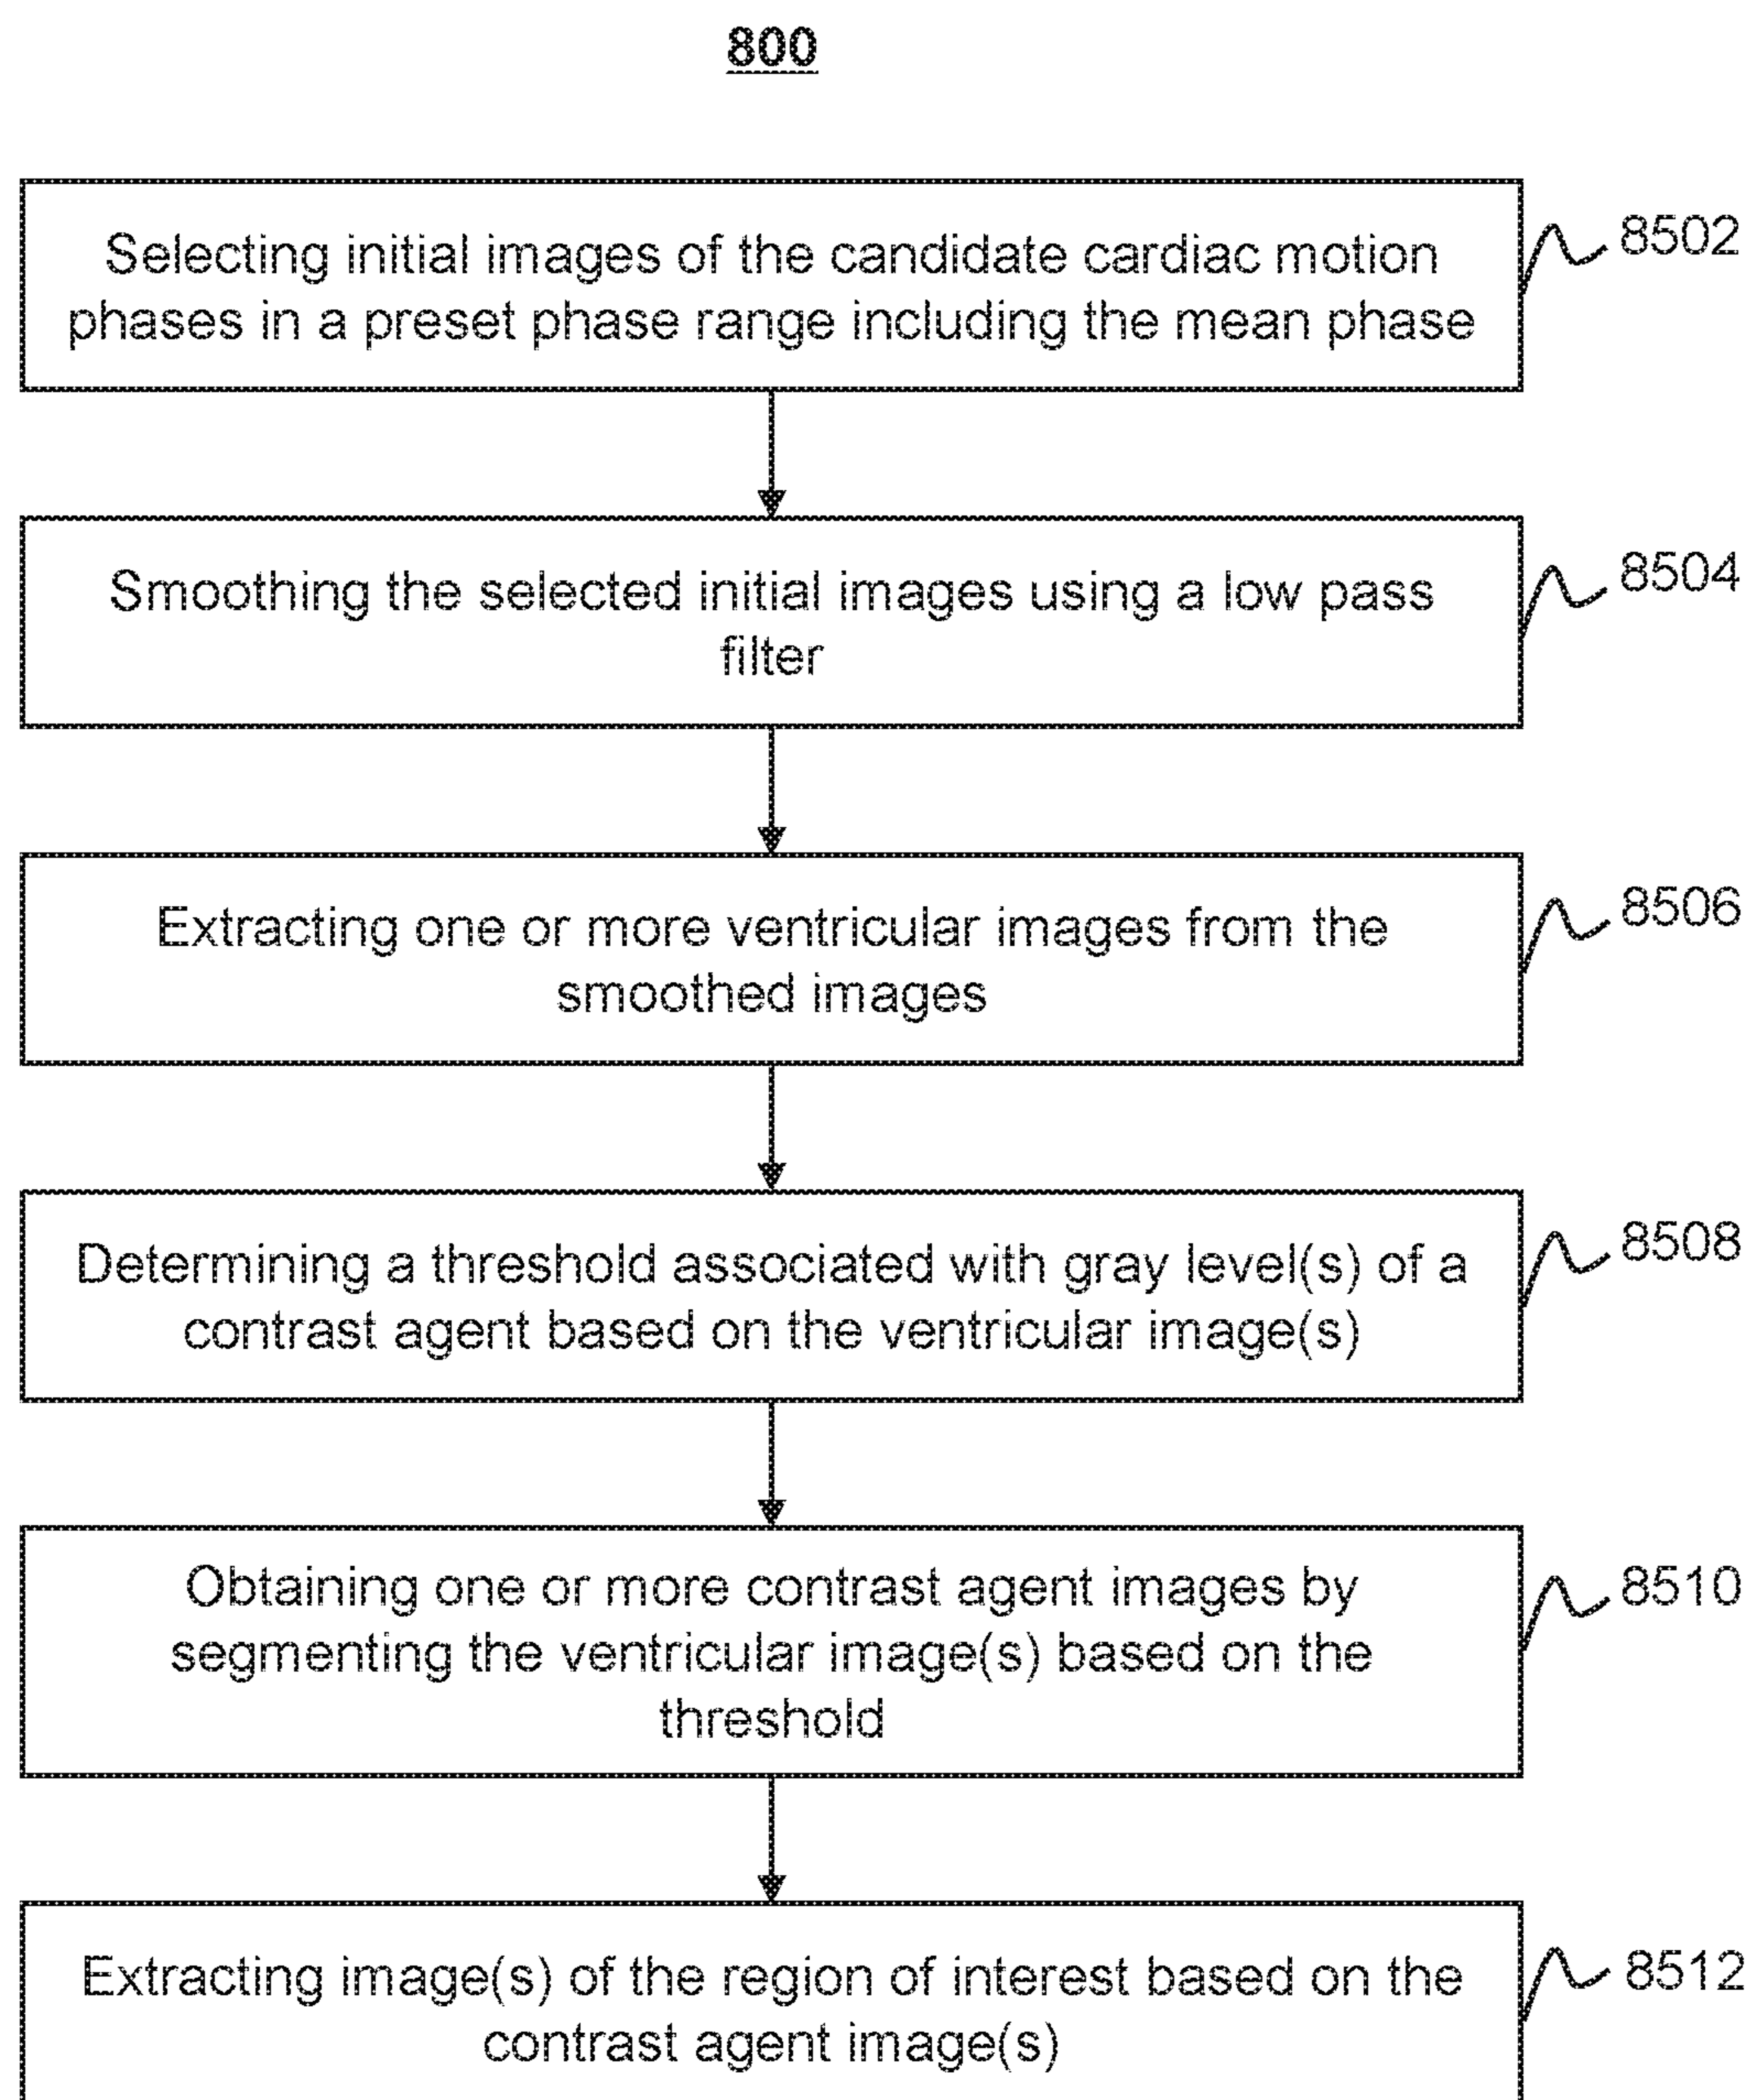 800
Selecting initial images of the candidate cardiac motion
phases in a preset phase range including the mean phase
8502
Smoothing the selected initial images using a low pass
filter
8504
Extracting one or more ventricular images from the
smoothed images
8506
Determining a threshold associated with gray level(s) of a
contrast agent based on the ventricular image(s)
8508
Obtaining one or more contrast agent images by
segmenting the ventricular image(s) based on the
threshold
8510
Extracting image(s) of the region of interest based on the
contrast agent image(s)
8512